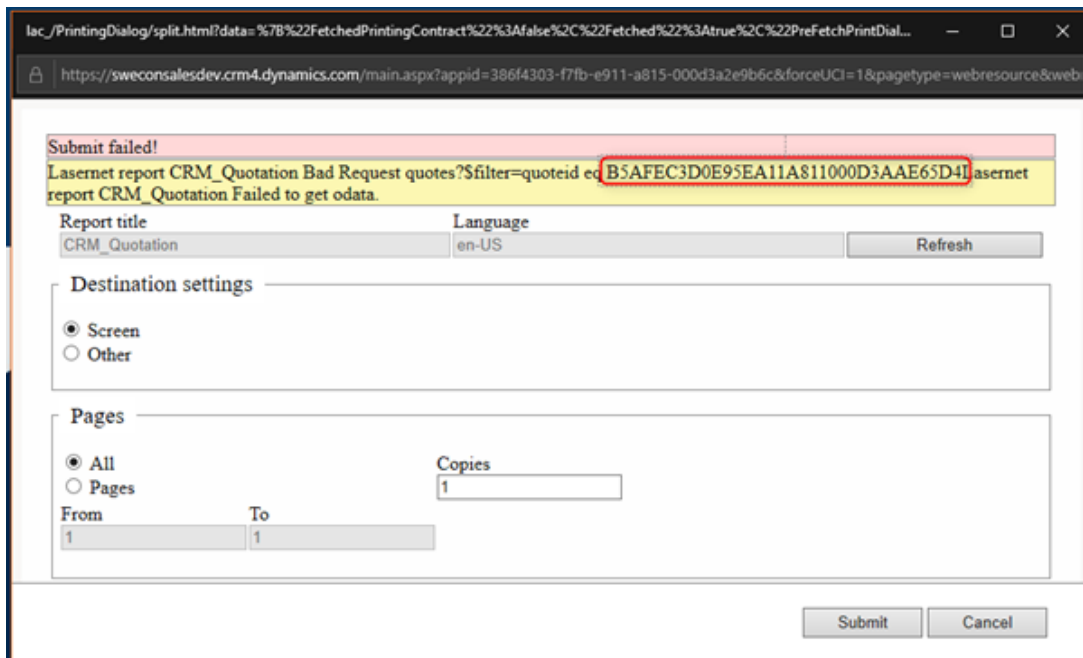 lac_/PrintingDialog/split.html?data=%7B%22FetchedPrintingContract%22%3Afalse%2C%22Fetched%22%3Atrue%2C%22PreFetchPrintDial...
https://sweconsalesdev.crm4.dynamics.com/main.aspx?appid=386f4303-f7fb-e911-a815-000d3a2e9b6c&forceUCI=1&pagetype=webresource&web
Submit failed!
Lasernet report CRM_Quotation Bad Request quotes?$filter=quoteid eq B5AFEC3D0E95EA11A811000D3AAE65D4Lasernet
report CRM_Quotation Failed to get odata.
Report title Language
CRM_Quotation en-US Refresh
Destination settings
Screen
Other
Pages
All Copies
Pages 1
From To
1 1
Submit Cancel